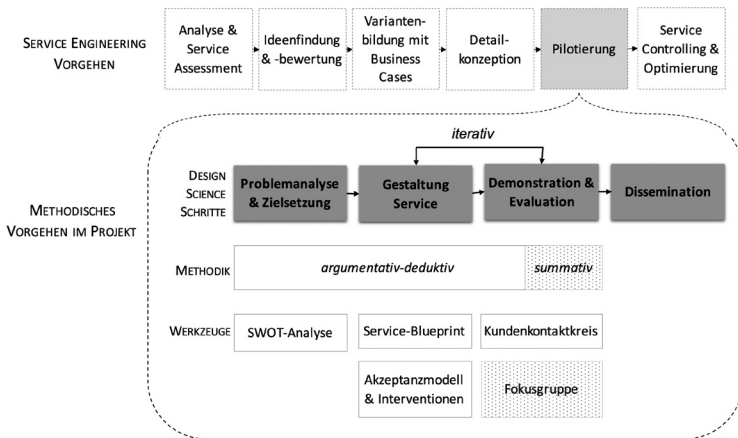 SERVICE ENGINEERING
VORGEHEN
Analyse &
Service
Assessment
Ideenfindung
& -bewertung
Varianten-
bildung mit
Business
Cases
Detail-
konzeption
Pilotierung
Service
Controlling &
Optimierung
METHODISCHES
VORGEHEN IM PROJEKT
iterativ
DESIGN
SCIENCE
SCHRITTE
Problemanalyse
& Zielsetzung
Gestaltung
Service
Demonstration &
Evaluation
Dissemination
METHODIK
argumentativ-deduktiv
summativ
WERKZEUGE
SWOT-Analyse
Service-Blueprint
Kundenkontaktkreis
Akzeptanzmodell
& Interventionen
Fokusgruppe